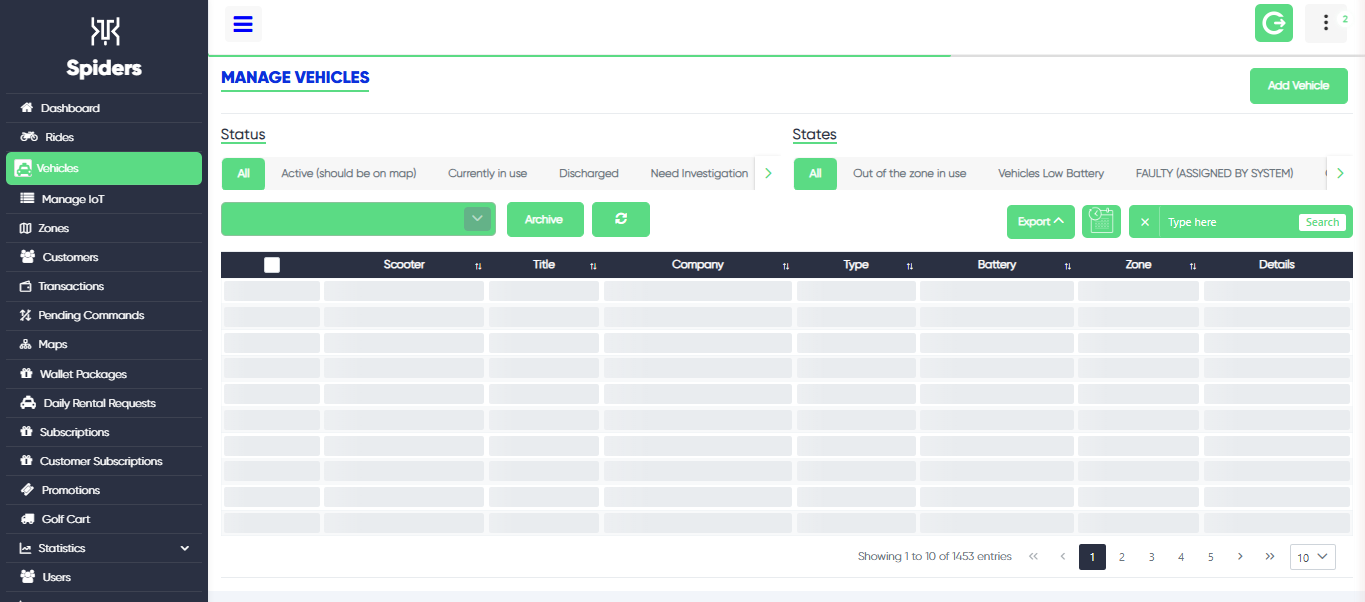 Spiders
Dashboard
Rides
Vehicles
Manage IoT
Zones
Customers
Transactions
Pending Commands
Maps
Wallet Packages
Daily Rental Requests
Subscriptions
Customer Subscriptions
Promotions
Golf Cart
Statistics
Users
2
MANAGE VEHICLES
Add Vehicle
Status
All Active (should be on map) Currently in use Discharged Need Investigation
States
All Out of the zone in use Vehicles Low Battery FAULTY (ASSIGNED BY SYSTEM)
Archive
Export
Type here Search
Scooter Title Company Type Battery Zone Details
Showing 1 to 10 of 1453 entries « ‹ 1 2 3 4 5 › » 10